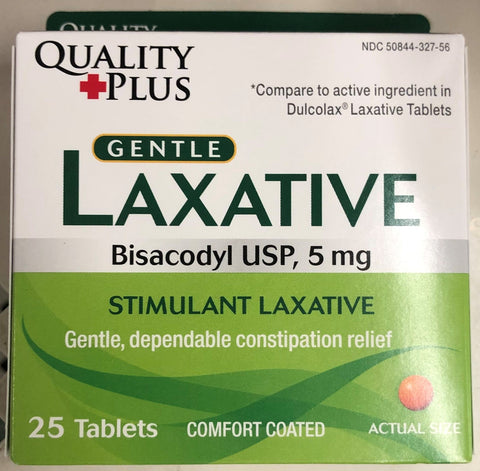 QUALITY
QUALITY
PLUS
NDC 50844-327-56
*Compare to active ingredient in
Dulcolax® Laxative Tablets
GENTLE
LAXATIVE
Bisacodyl USP, 5 mg
STIMULANT LAXATIVE
Gentle, dependable constipation relief
25 Tablets COMFORT COATED ACTUAL SIZE